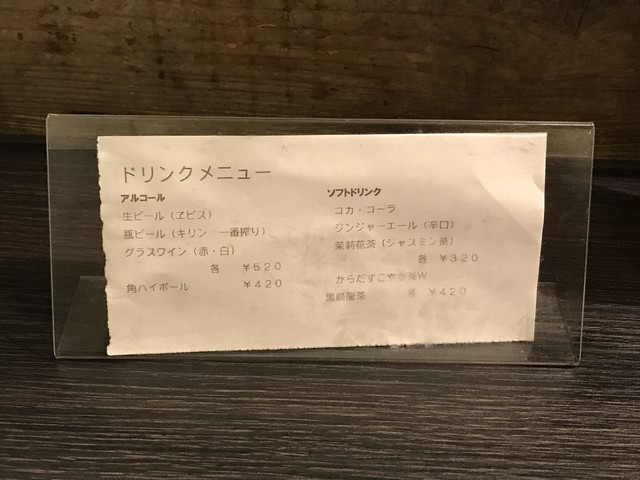 ドリンクメニュー
アルコール
生ビール（ヱビス）
瓶ビール（キリン 一番搾り）
グラスワイン（赤・白）
各 ￥５２０
角ハイボール ￥４２０
ソフトドリンク
コカ・コーラ
ジンジャーエール（辛口）
茉莉花茶（ジャスミン茶）
各 ￥３２０
からだすこやか茶Ｗ
黒烏龍茶 各 ￥４２０